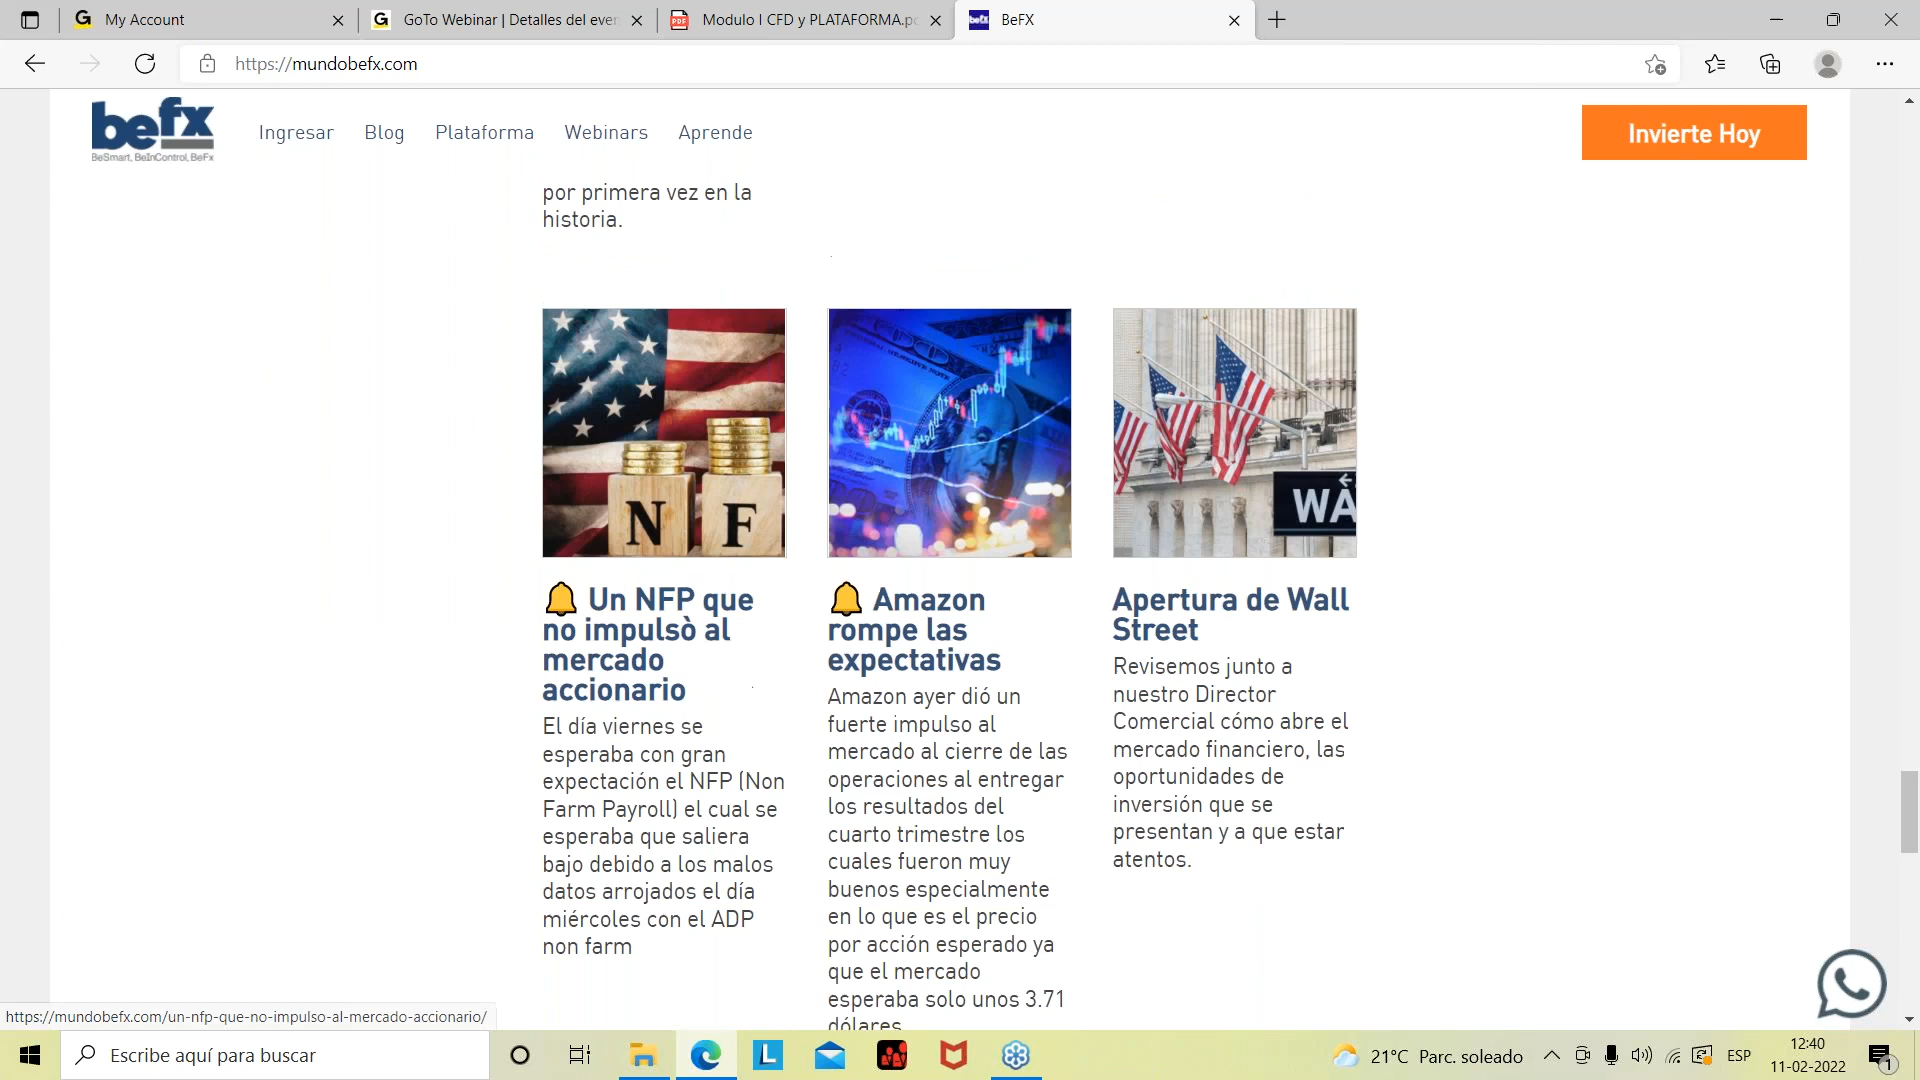 My Account
GoTo Webinar | Detalles del even
Modulo I CFD y PLATAFORMA.pd
BeFX
https://mundobefx.com
befx
BeSmart, BeInControl, BeFx
Ingresar
Blog
Plataforma
Webinars
Aprende
Invierte Hoy
por primera vez en la
historia.
N F
WA
🔔 Un NFP que
no impulsò al
mercado
accionario
El día viernes se
esperaba con gran
expectación el NFP (Non
Farm Payroll) el cual se
esperaba que saliera
bajo debido a los malos
datos arrojados el día
miércoles con el ADP
non farm
🔔 Amazon
rompe las
expectativas
Amazon ayer dió un
fuerte impulso al
mercado al cierre de las
operaciones al entregar
los resultados del
cuarto trimestre los
cuales fueron muy
buenos especialmente
en lo que es el precio
por acción esperado ya
que el mercado
esperaba solo unos 3.71
dólares
Apertura de Wall
Street
Revisemos junto a
nuestro Director
Comercial cómo abre el
mercado financiero, las
oportunidades de
inversión que se
presentan y a que estar
atentos.
https://mundobefx.com/un-nfp-que-no-impulso-al-mercado-accionario/
Escribe aquí para buscar
L
21°C Parc. soleado
ESP
12:40
11-02-2022
1